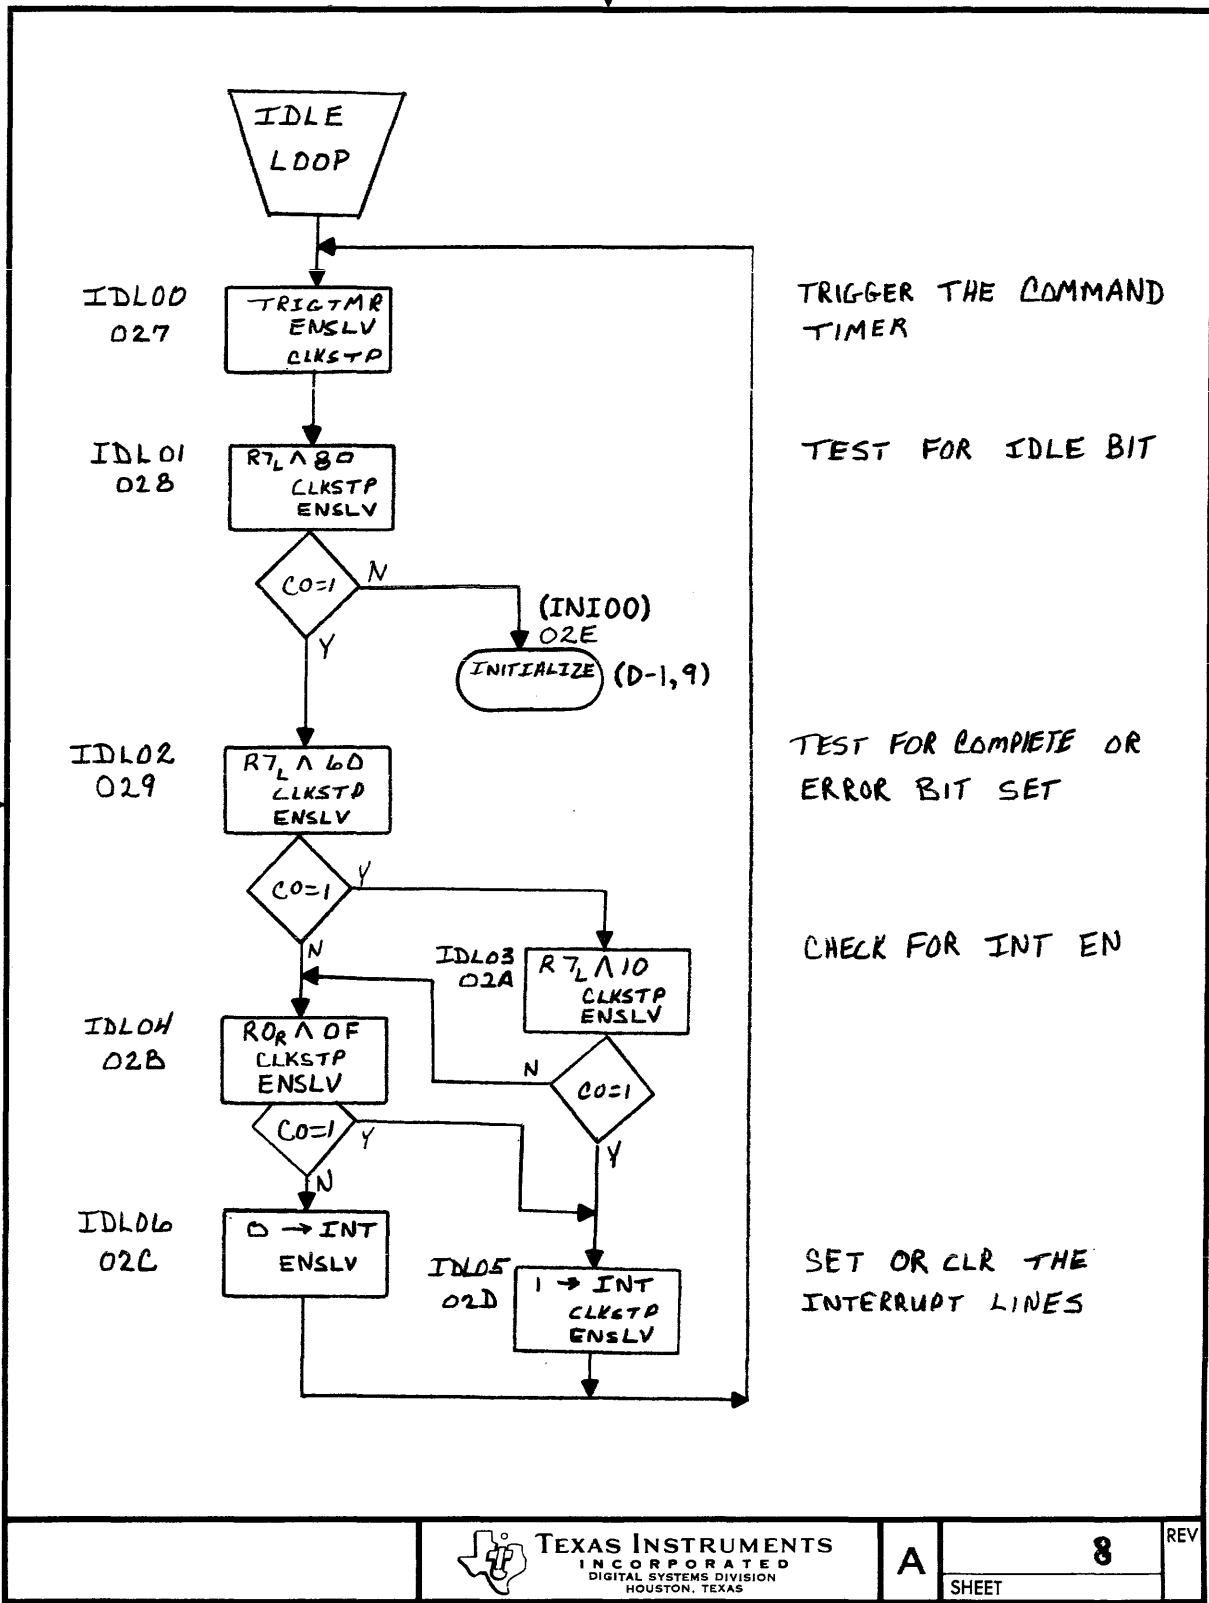 IDLE
LOOP
IDL00
027
TRIGTMR
ENSLV
CLKSTP
TRIGGER THE COMMAND
TIMER
IDL01
028
R7L ∧ 80
CLKSTP
ENSLV
TEST FOR IDLE BIT
C0=1
N
Y
(INI00)
02E
INITIALIZE
(D-1,9)
IDL02
029
R7L ∧ 60
CLKSTP
ENSLV
TEST FOR COMPLETE OR
ERROR BIT SET
C0=1
Y
N
IDL03
02A
R7L ∧ 10
CLKSTP
ENSLV
CHECK FOR INT EN
IDL04
02B
R0R ∧ 0F
CLKSTP
ENSLV
N
C0=1
Y
C0=1
Y
N
IDL06
02C
0 → INT
ENSLV
IDL05
02D
1 → INT
CLKSTP
ENSLV
SET OR CLR THE
INTERRUPT LINES
TEXAS INSTRUMENTS
INCORPORATED
DIGITAL SYSTEMS DIVISION
HOUSTON, TEXAS
A
8
SHEET
REV